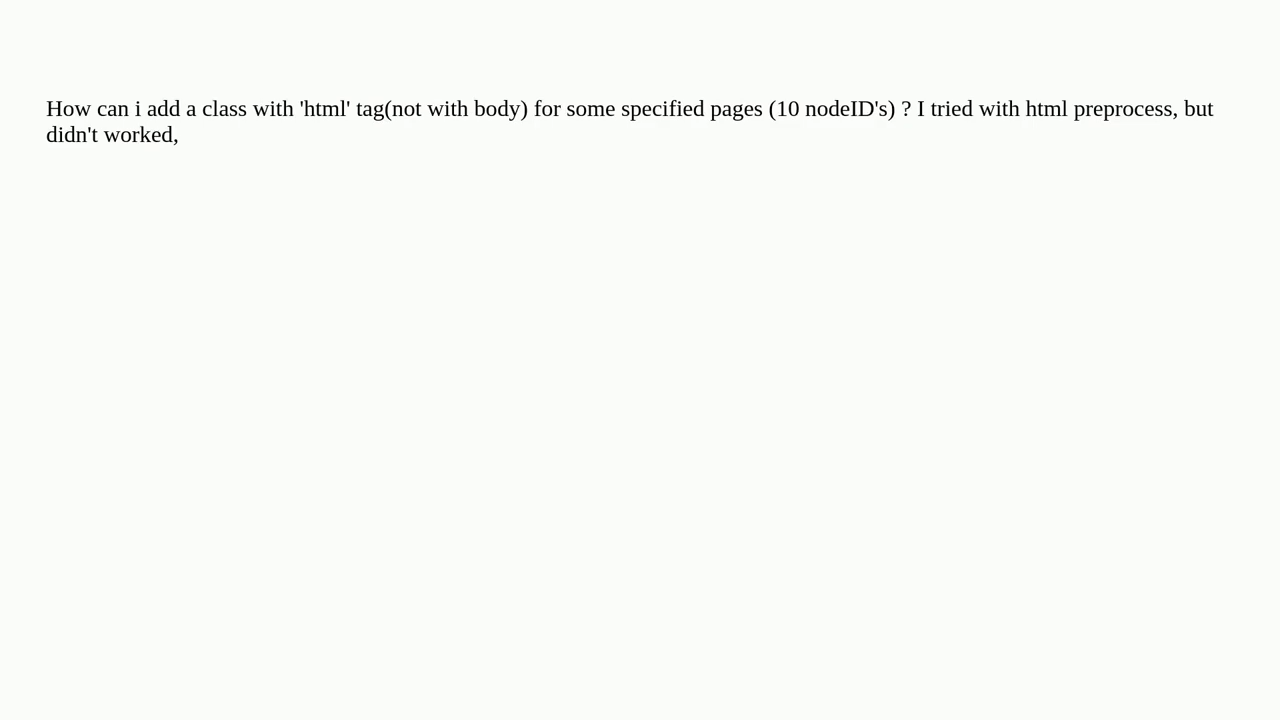 How can i add a class with 'html' tag(not with body) for some specified pages (10 nodeID's) ? I tried with html preprocess, but
didn't worked,